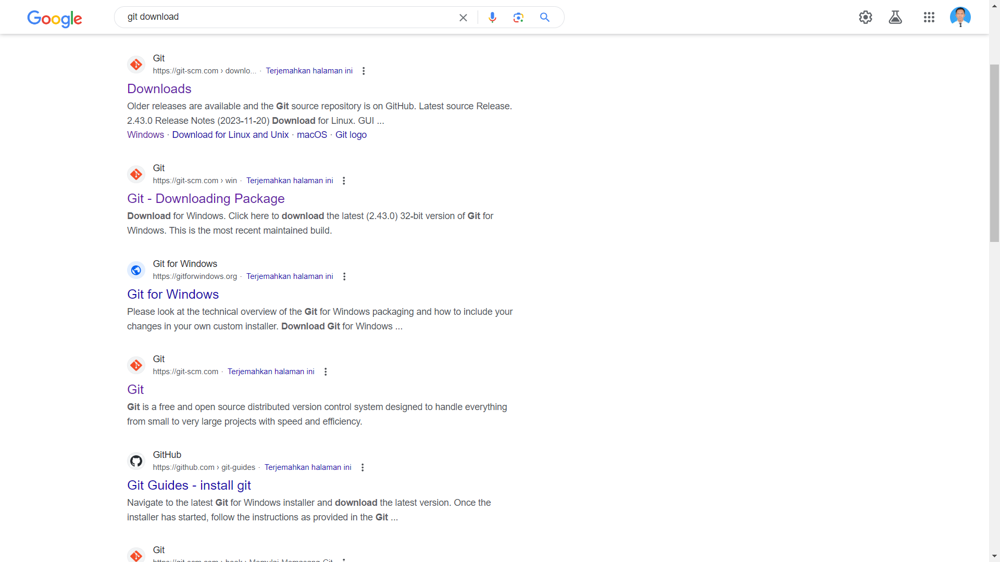 Google
git download
Git
https://git-scm.com › downlo... · Terjemahkan halaman ini
Downloads
Older releases are available and the Git source repository is on GitHub. Latest source Release.
2.43.0 Release Notes (2023-11-20) Download for Linux. GUI ...
Windows · Download for Linux and Unix · macOS · Git logo
Git
https://git-scm.com › win · Terjemahkan halaman ini
Git - Downloading Package
Download for Windows. Click here to download the latest (2.43.0) 32-bit version of Git for
Windows. This is the most recent maintained build.
Git for Windows
https://gitforwindows.org · Terjemahkan halaman ini
Git for Windows
Please look at the technical overview of the Git for Windows packaging and how to include your
changes in your own custom installer. Download Git for Windows ...
Git
https://git-scm.com · Terjemahkan halaman ini
Git
Git is a free and open source distributed version control system designed to handle everything
from small to very large projects with speed and efficiency.
GitHub
https://github.com › git-guides · Terjemahkan halaman ini
Git Guides - install git
Navigate to the latest Git for Windows installer and download the latest version. Once the
installer has started, follow the instructions as provided in the Git ...
Git
https://git-scm.com › book › Memulai-Memasang-Git